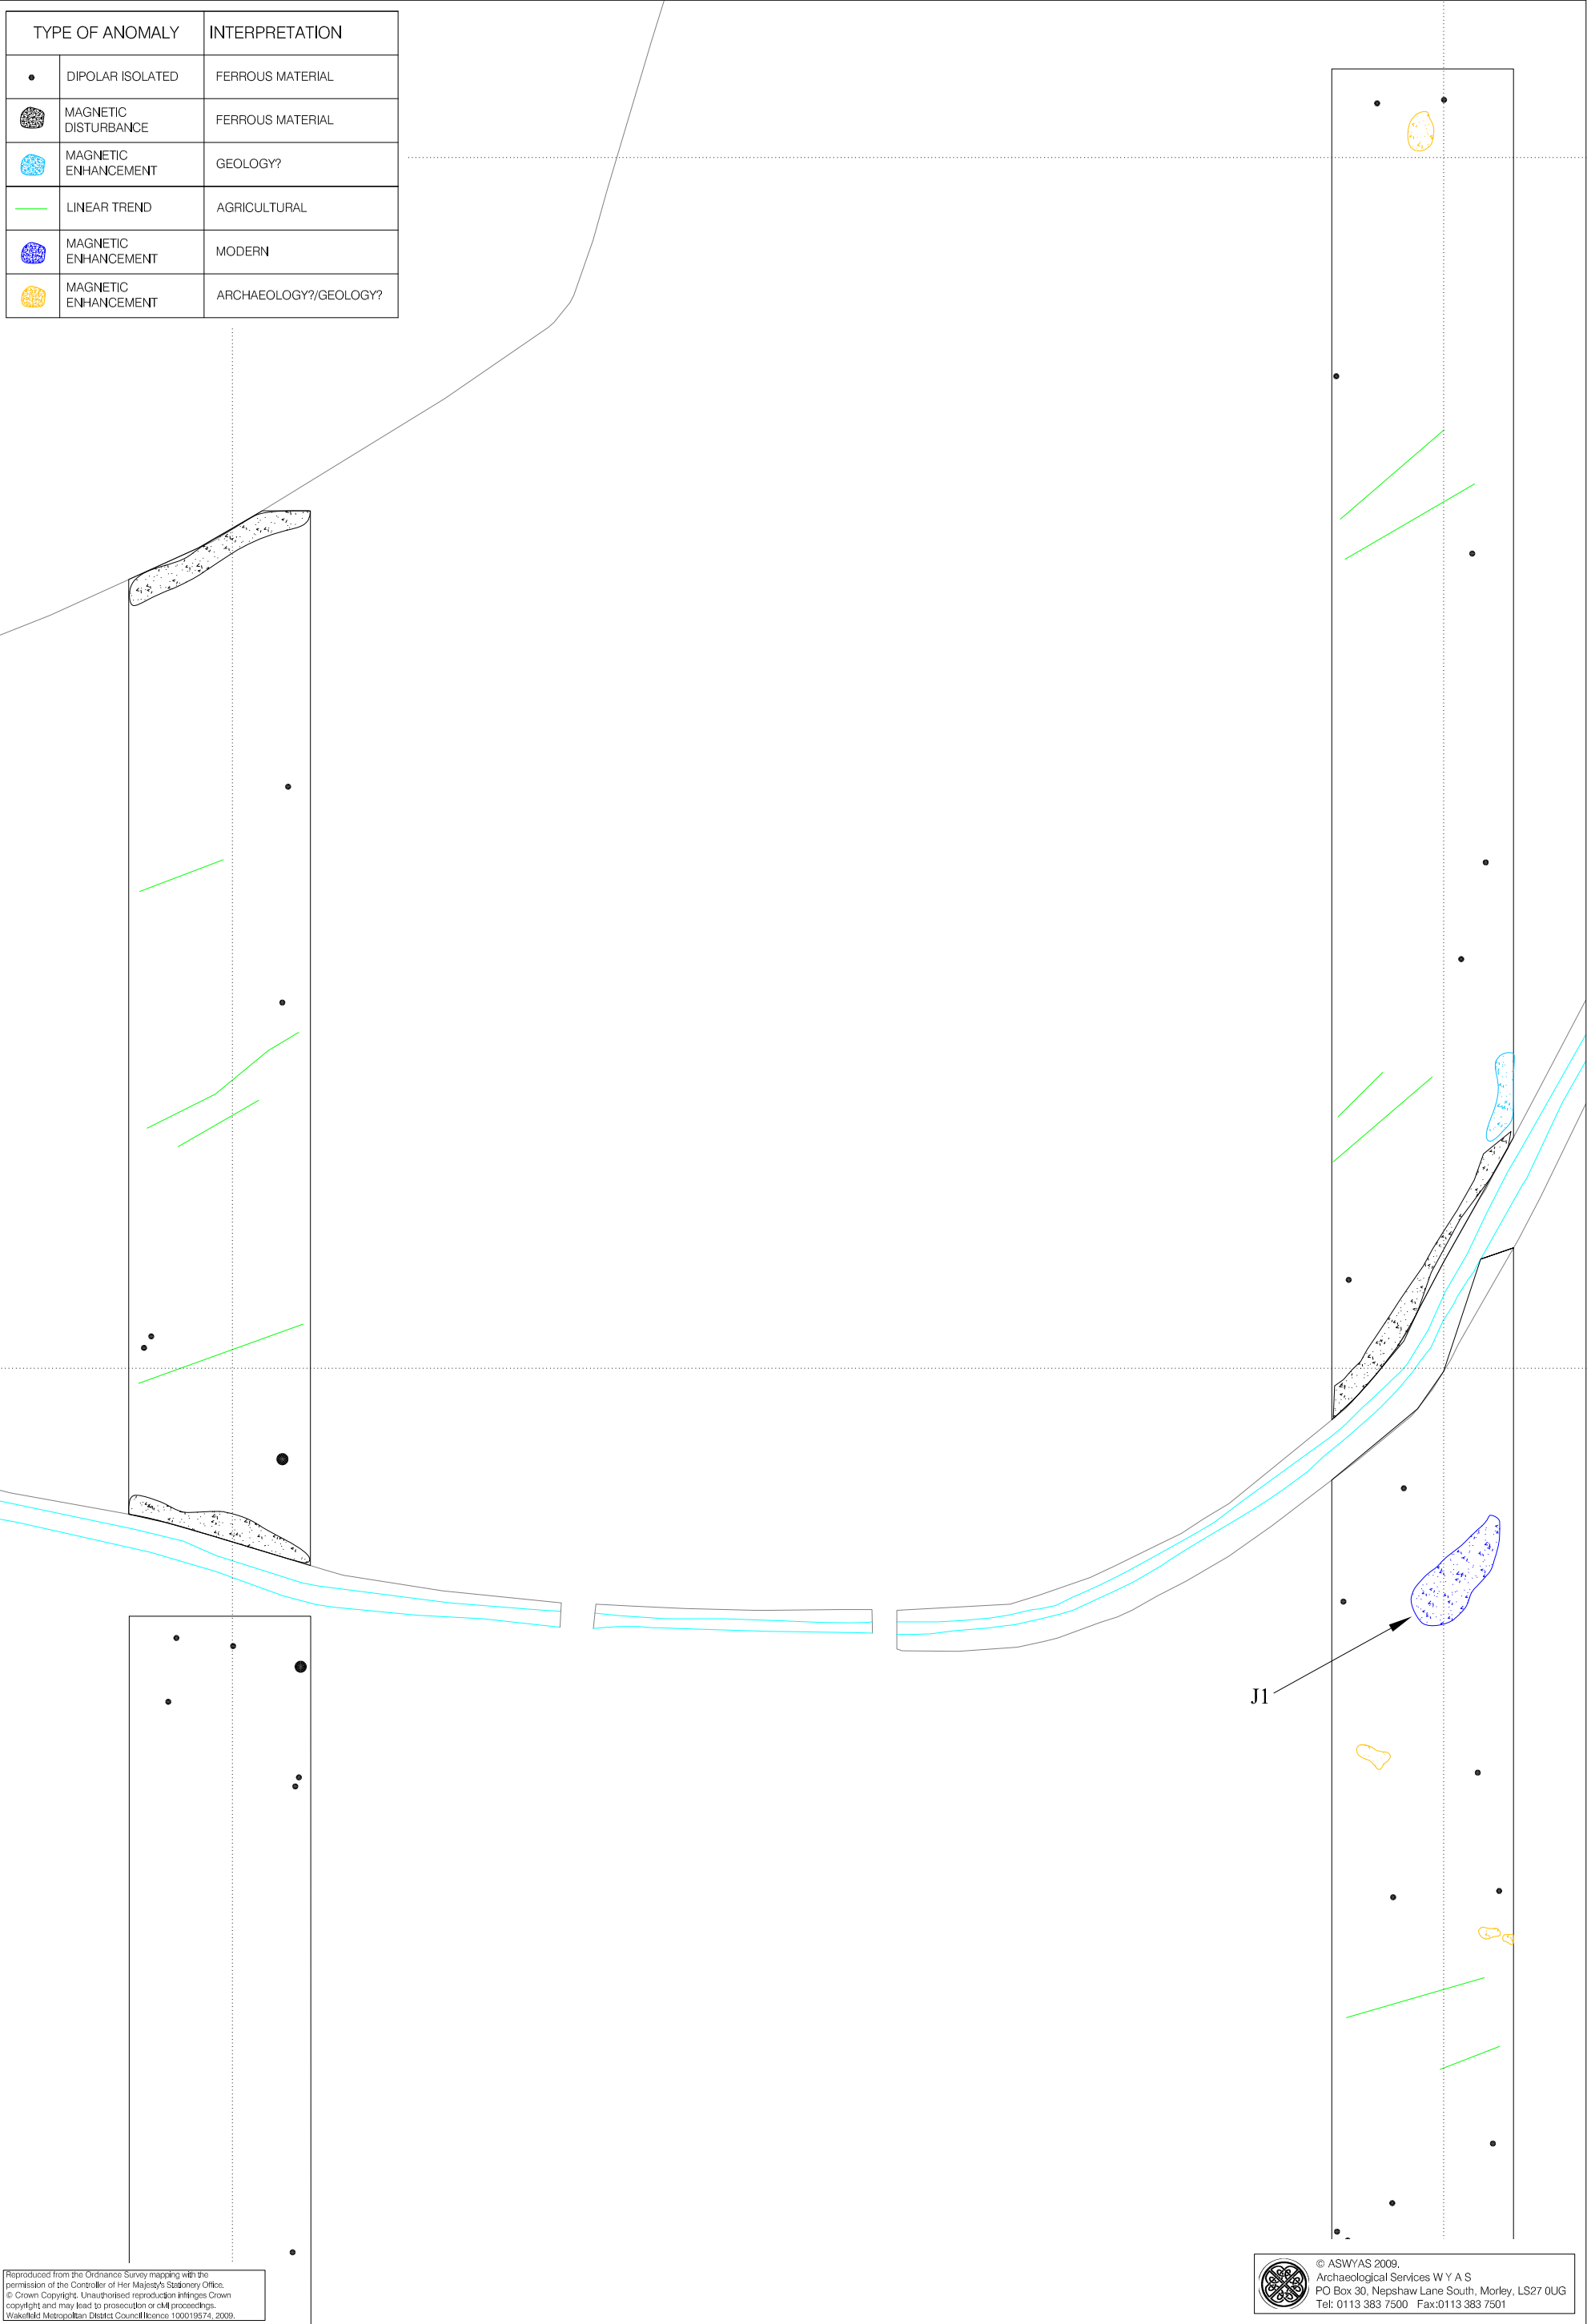 TYPE OF ANOMALY INTERPRETATION
DIPOLAR ISOLATED FERROUS MATERIAL
MAGNETIC
DISTURBANCE FERROUS MATERIAL
MAGNETIC
ENHANCEMENT GEOLOGY?
LINEAR TREND AGRICULTURAL
MAGNETIC
ENHANCEMENT MODERN
MAGNETIC
ENHANCEMENT ARCHAEOLOGY?/GEOLOGY?
J1
Reproduced from the Ordnance Survey mapping with the
permission of the Controller of Her Majesty's Stationery Office.
© Crown Copyright. Unauthorised reproduction infringes Crown
copyright and may lead to prosecution or civil proceedings.
Wakefield Metropolitan District Council licence 100019574, 2009.
© ASWYAS 2009.
Archaeological Services W Y A S
PO Box 30, Nepshaw Lane South, Morley, LS27 0UG
Tel: 0113 383 7500 Fax:0113 383 7501